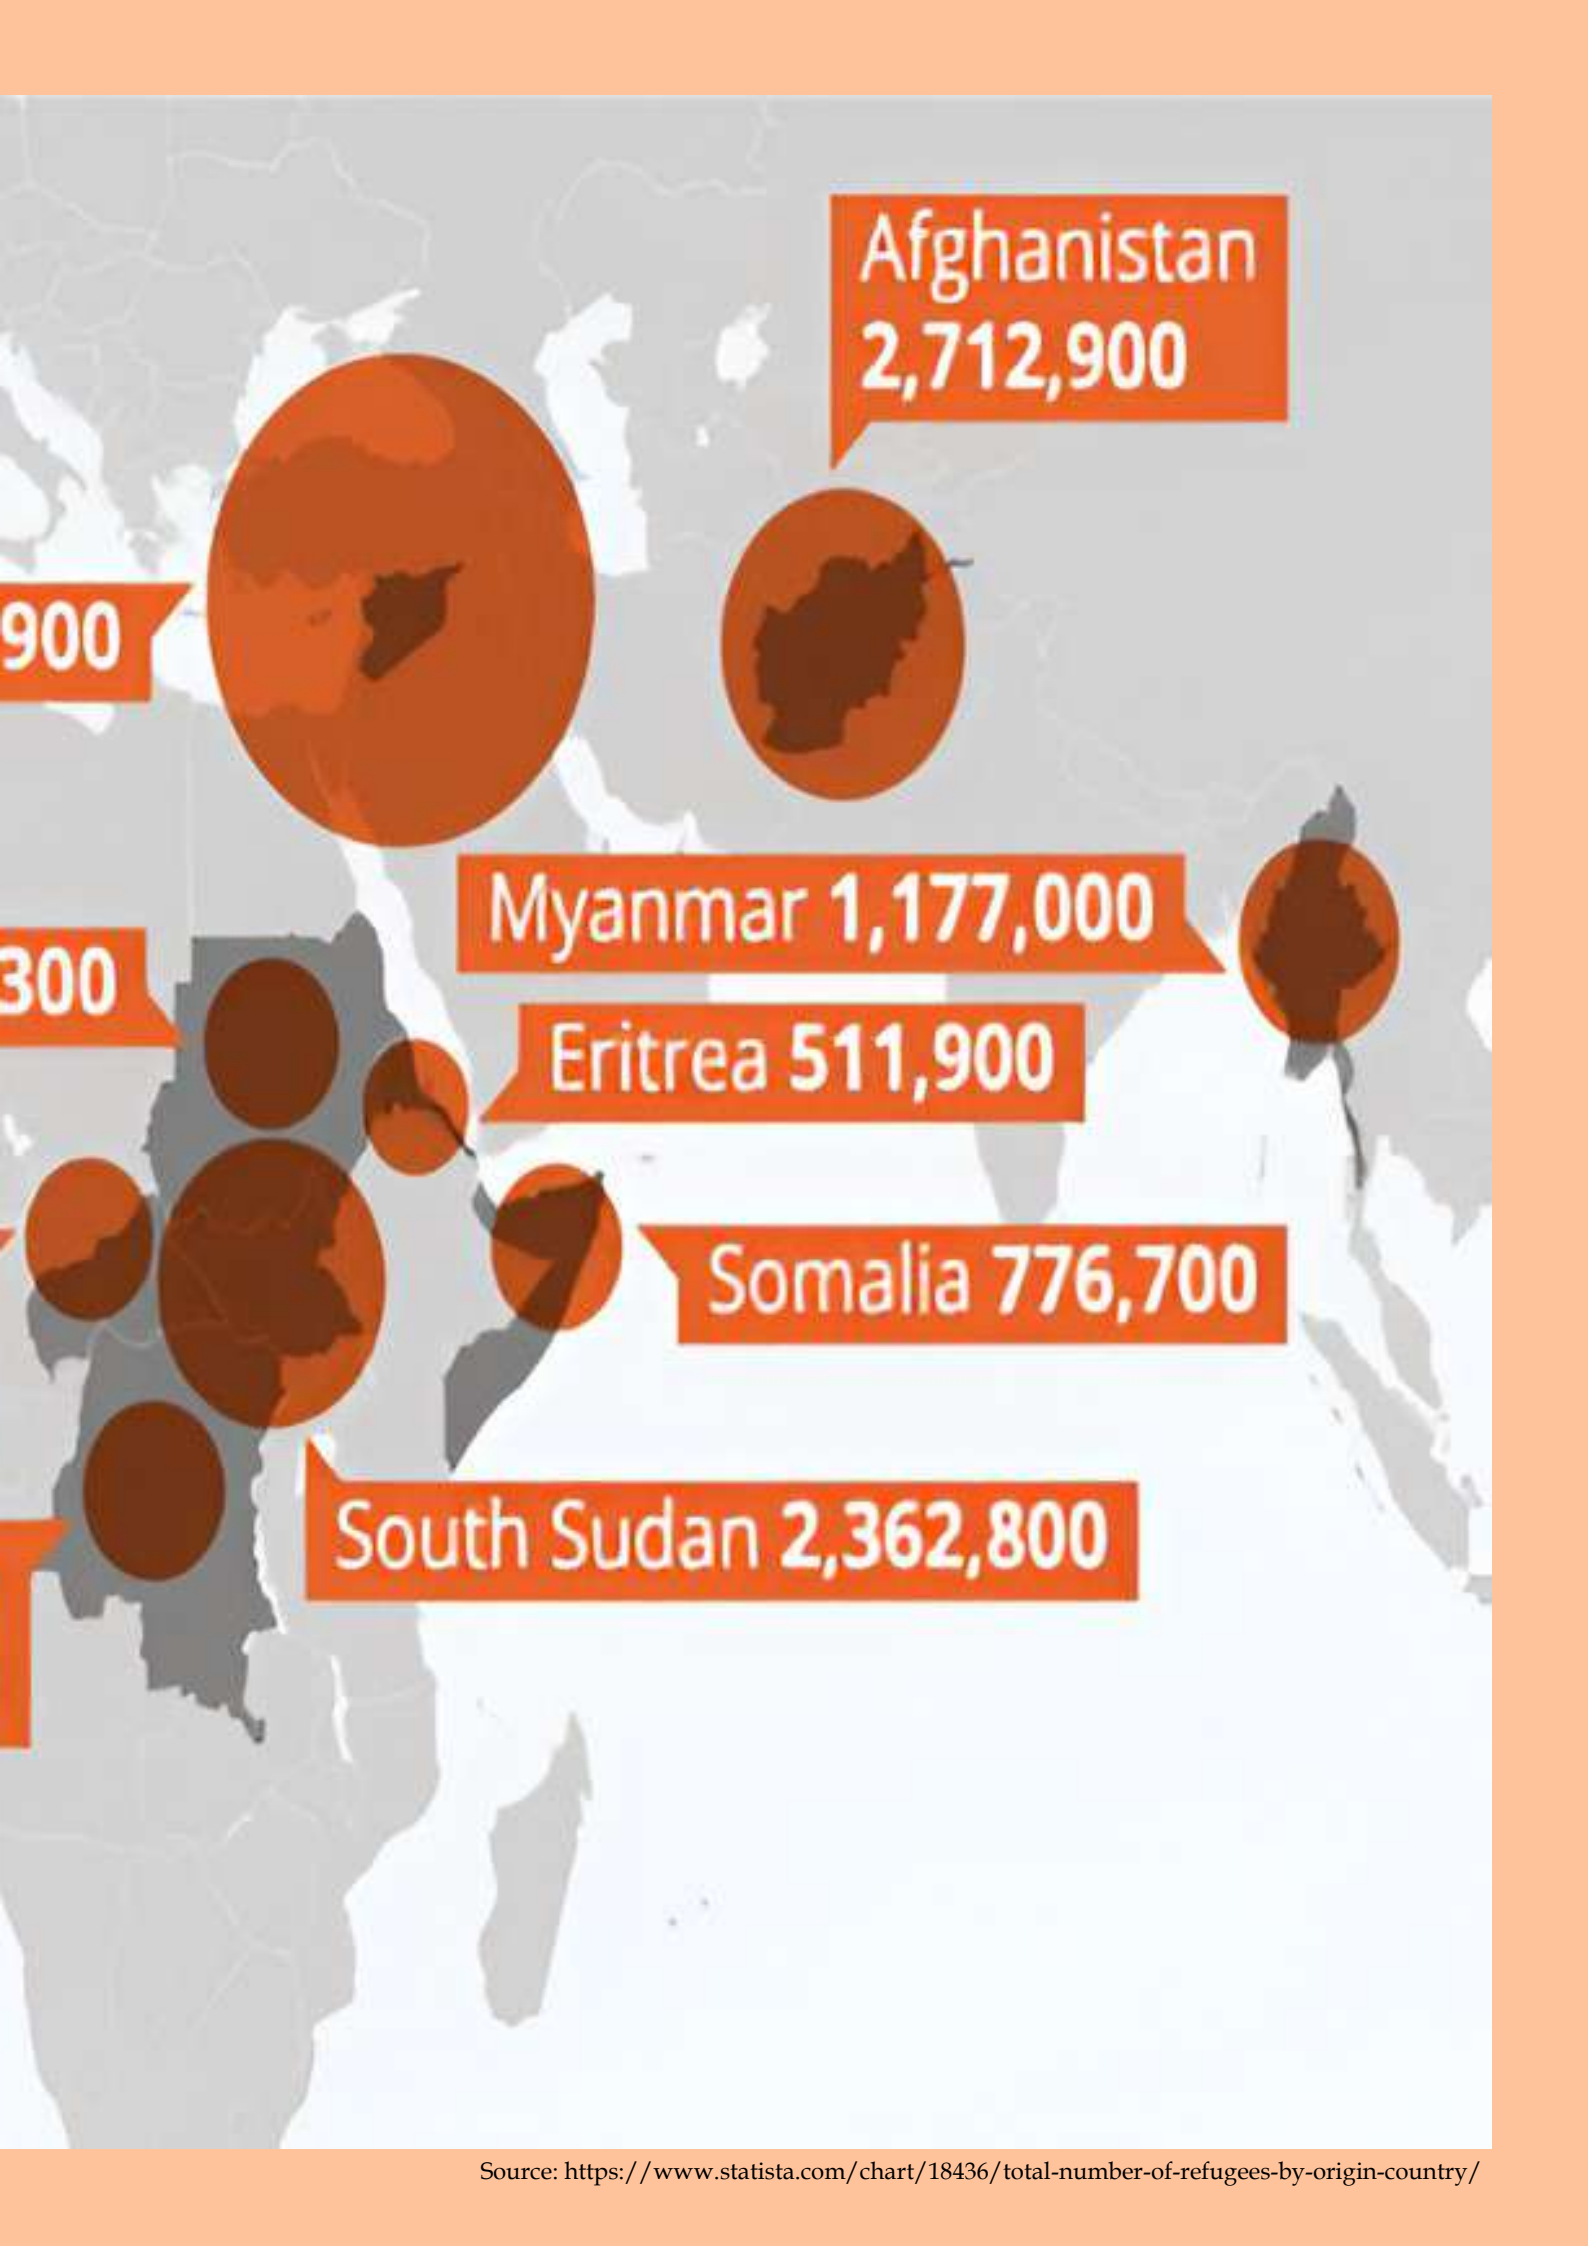 Afghanistan
2,712,900
900
Myanmar 1,177,000
300
Eritrea 511,900
Somalia 776,700
South Sudan 2,362,800
Source: https://www.statista.com/chart/18436/total-number-of-refugees-by-origin-country/